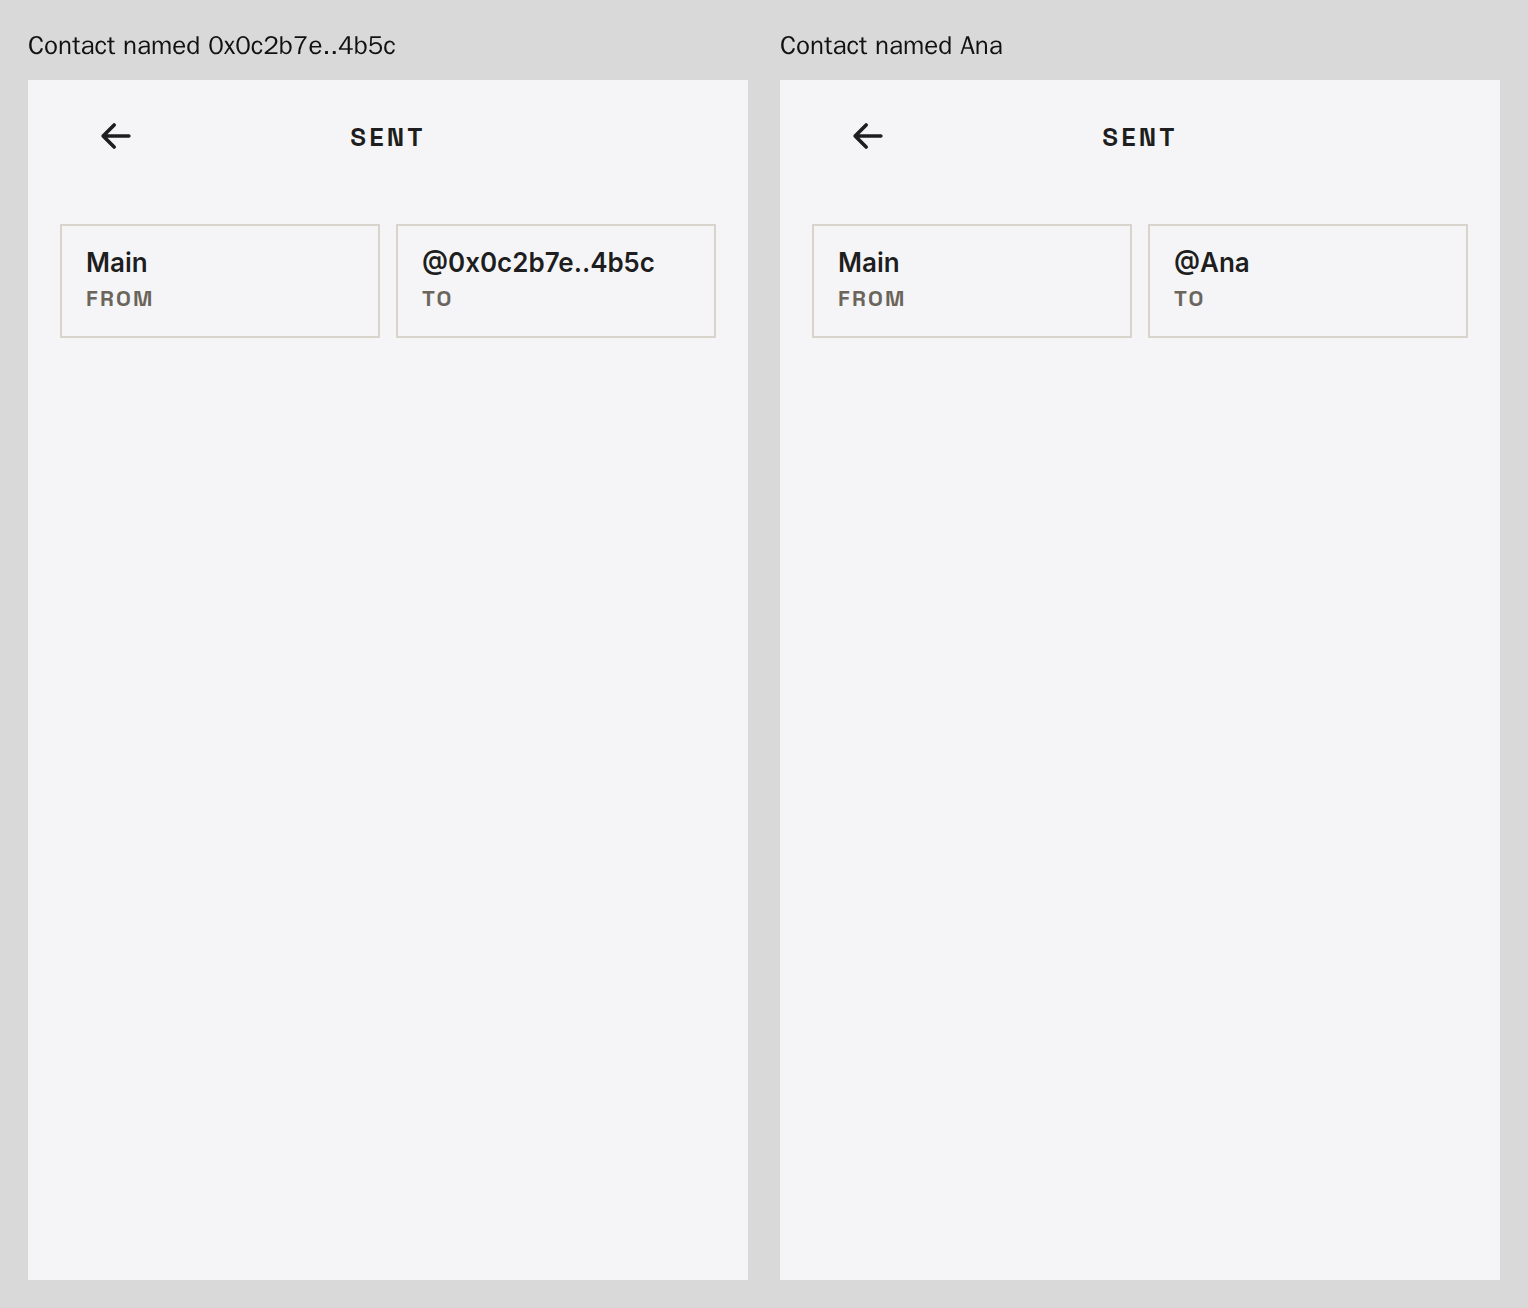 Contact named 0x0c2b7e..4b5c
SENT
Main
FROM
@0x0c2b7e..4b5c
TO
Contact named Ana
SENT
Main
FROM
@Ana
TO